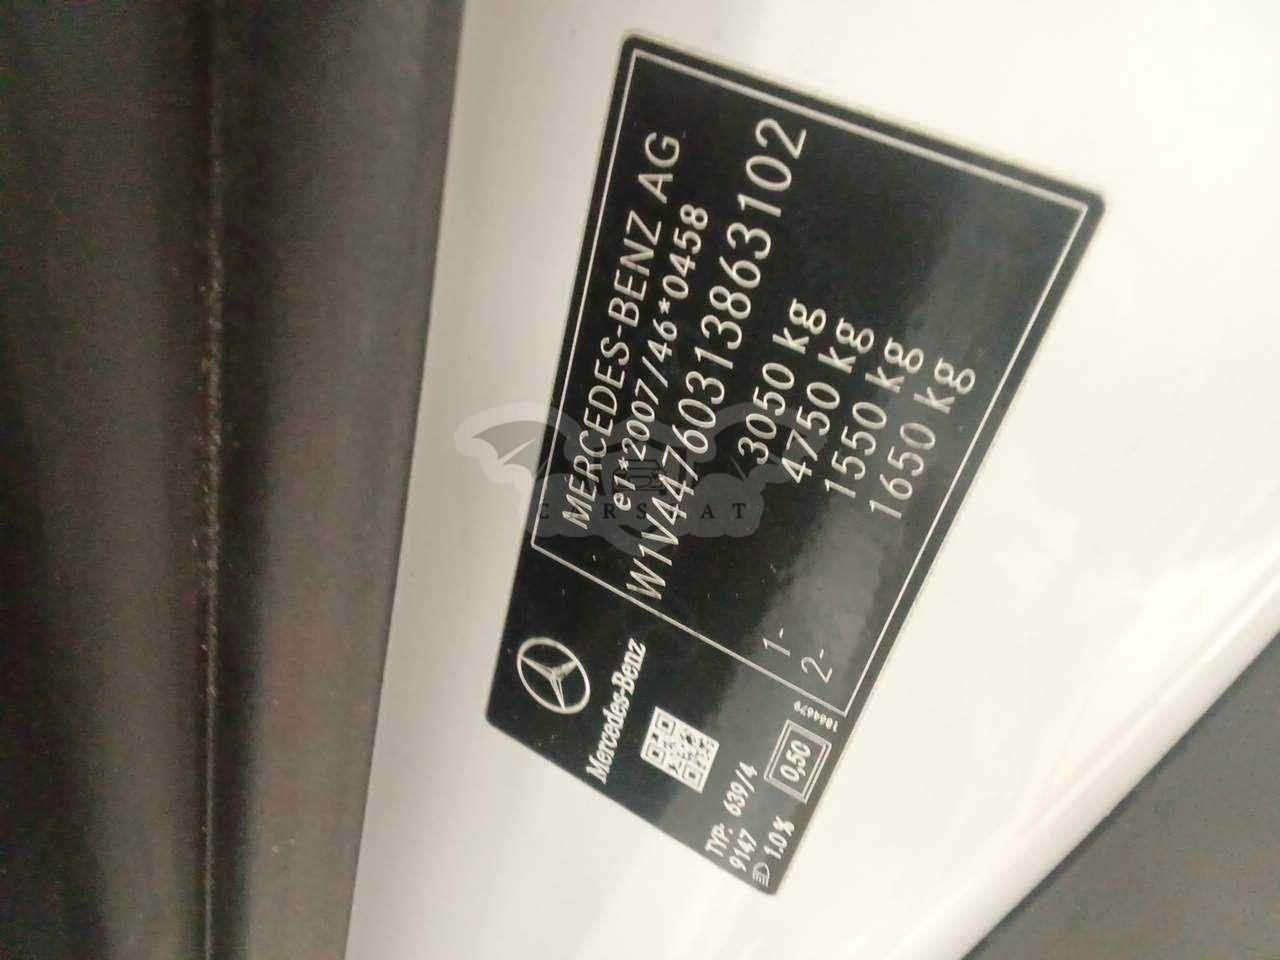 MERCEDES-BENZ AG
e1*2007/46*0458
W1V44760313863102
3050 kg
4750 kg
1- 1550 kg
2- 1650 kg
Mercedes-Benz
TYP: 639/4
9147
1.0%
0,50
1864679